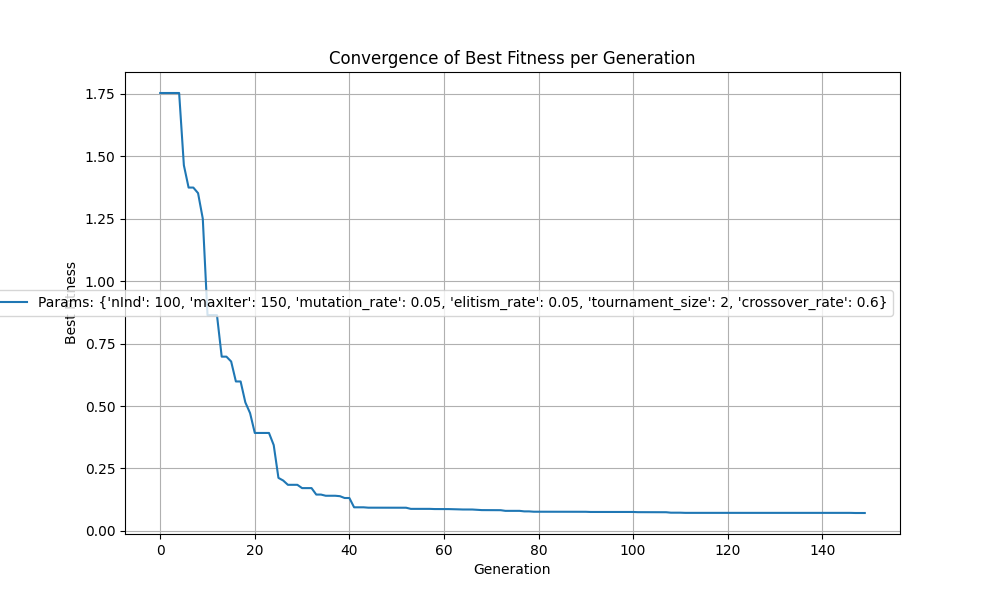 Convergence of Best Fitness per Generation
1.75
1.50
1.25
1.00
0.75
0.50
0.25
0.00
Best
ness
Params: {'nInd': 100, 'maxIter': 150, 'mutation_rate': 0.05, 'elitism_rate': 0.05, 'tournament_size': 2, 'crossover_rate': 0.6}
0 20 40 60 80 100 120 140
Generation